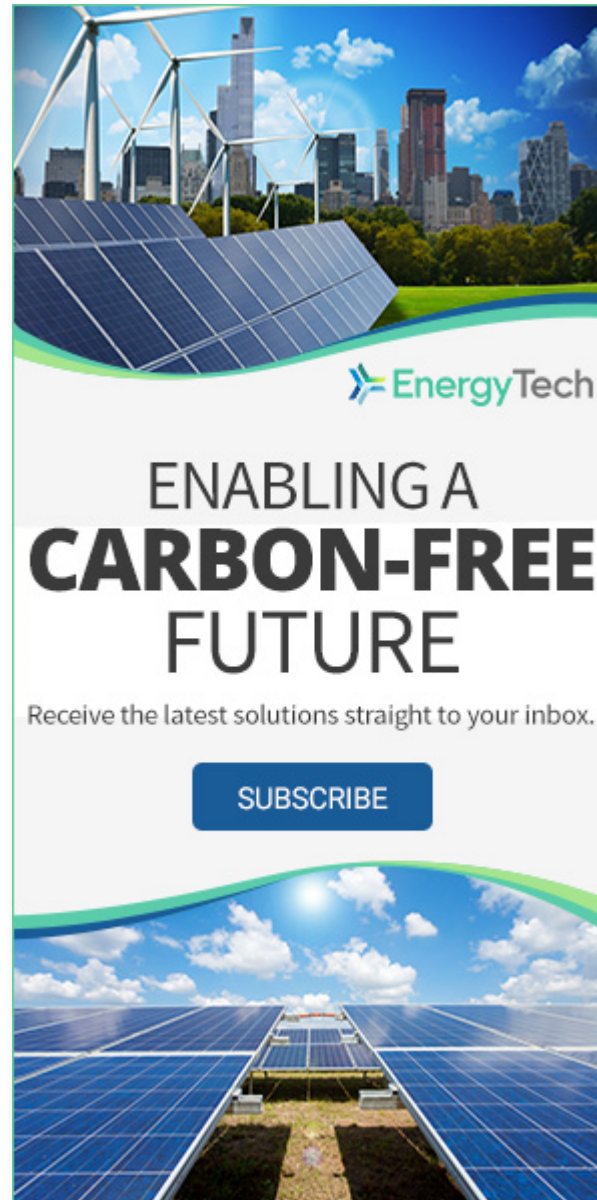 EnergyTech
ENABLING A
CARBON-FREE
FUTURE
Receive the latest solutions straight to your inbox.
SUBSCRIBE